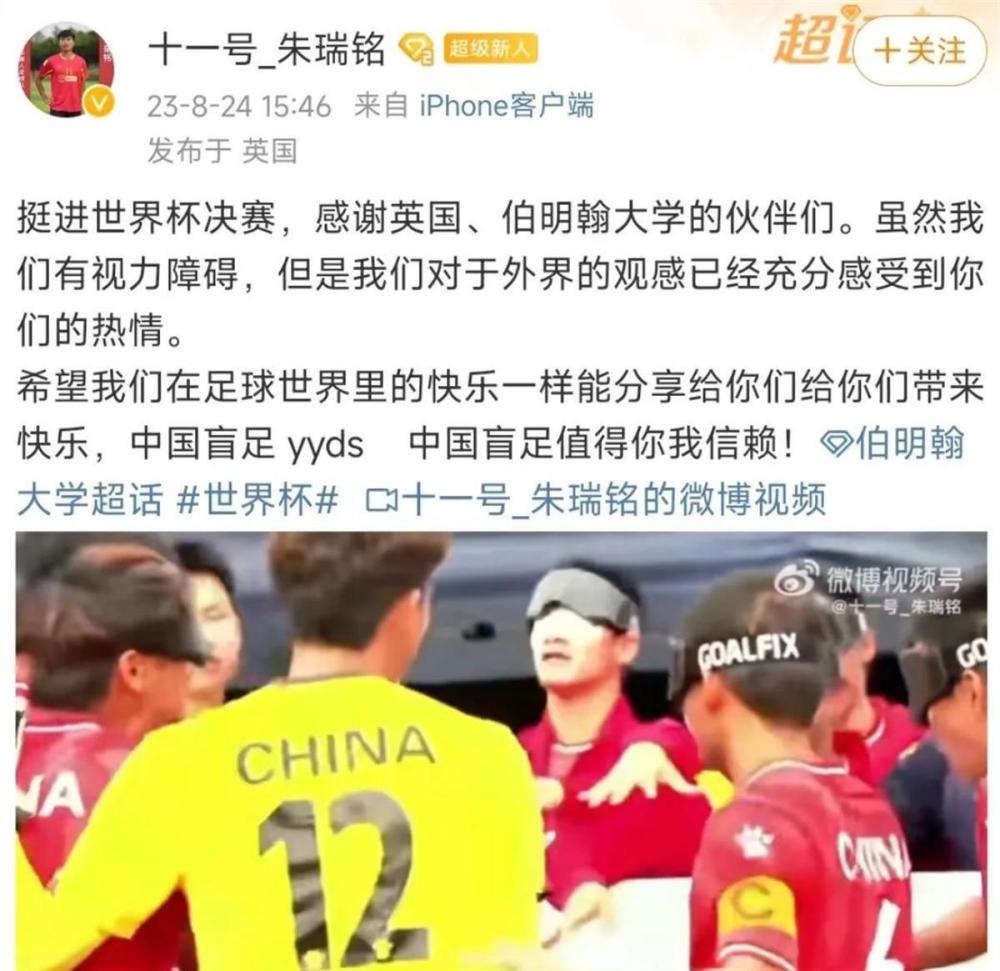 十一号_朱瑞铭 超级新人
超话
+关注
23-8-24 15:46 来自 iPhone客户端
发布于 英国
挺进世界杯决赛，感谢英国、伯明翰大学的伙伴们。虽然我
们有视力障碍，但是我们对于外界的观感已经充分感受到你
们的热情。
希望我们在足球世界里的快乐一样能分享给你们给你们带来
快乐，中国盲足 yyds 中国盲足值得你我信赖！伯明翰
大学超话 #世界杯# 十一号_朱瑞铭的微博视频
微博视频号
@十一号_朱瑞铭
GOALFIX
GO
CHINA
12
NA
CHINA
C